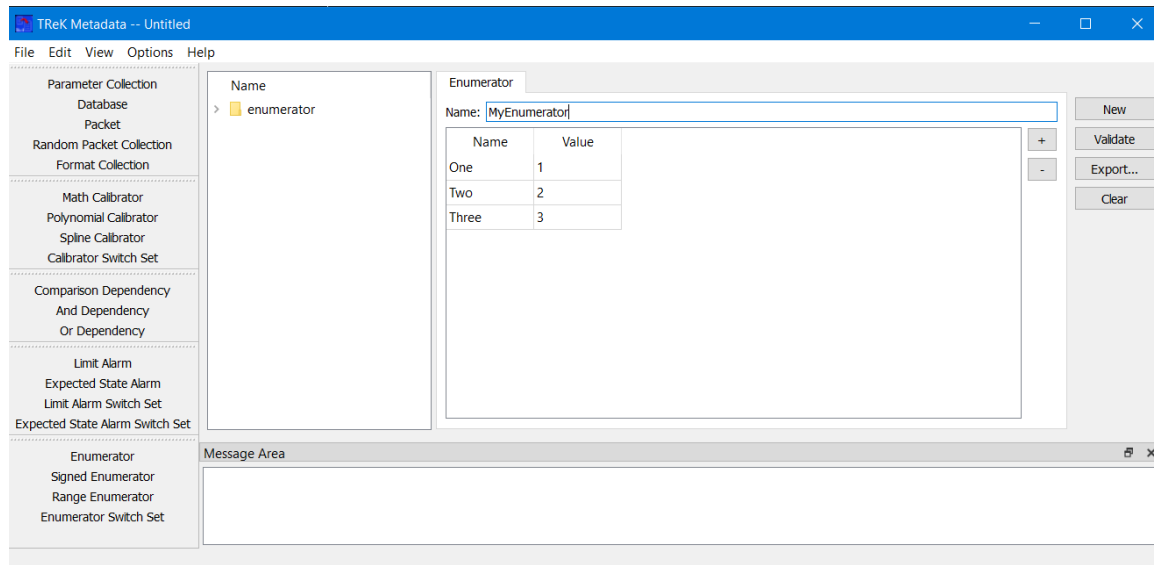 TReK Metadata -- Untitled
File Edit View Options Help
Parameter Collection
Database
Packet
Random Packet Collection
Format Collection
Math Calibrator
Polynomial Calibrator
Spline Calibrator
Calibrator Switch Set
Comparison Dependency
And Dependency
Or Dependency
Limit Alarm
Expected State Alarm
Limit Alarm Switch Set
Expected State Alarm Switch Set
Enumerator
Signed Enumerator
Range Enumerator
Enumerator Switch Set
Name
enumerator
Enumerator
Name: MyEnumerator
Name Value
One 1
Two 2
Three 3
+
-
New
Validate
Export...
Clear
Message Area